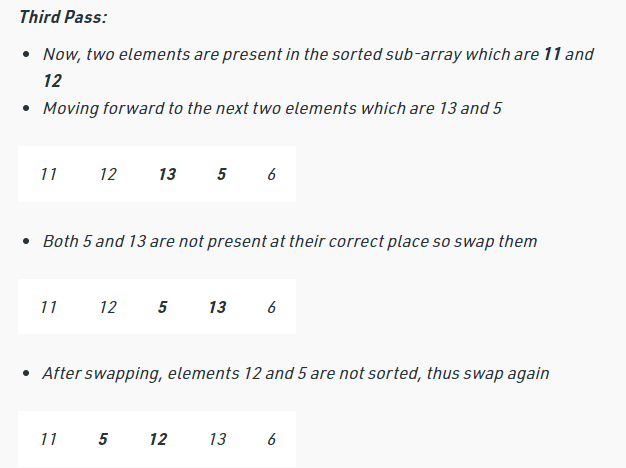 Third Pass:
• Now, two elements are present in the sorted sub-array which are 11 and
12
• Moving forward to the next two elements which are 13 and 5
11 12 13 5 6
• Both 5 and 13 are not present at their correct place so swap them
11 12 5 13 6
• After swapping, elements 12 and 5 are not sorted, thus swap again
11 5 12 13 6